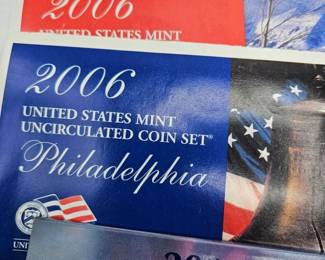 2006
UNITED STATES MINT
2006
UNITED STATES MINT
UNCIRCULATED COIN SET®
Philadelphia